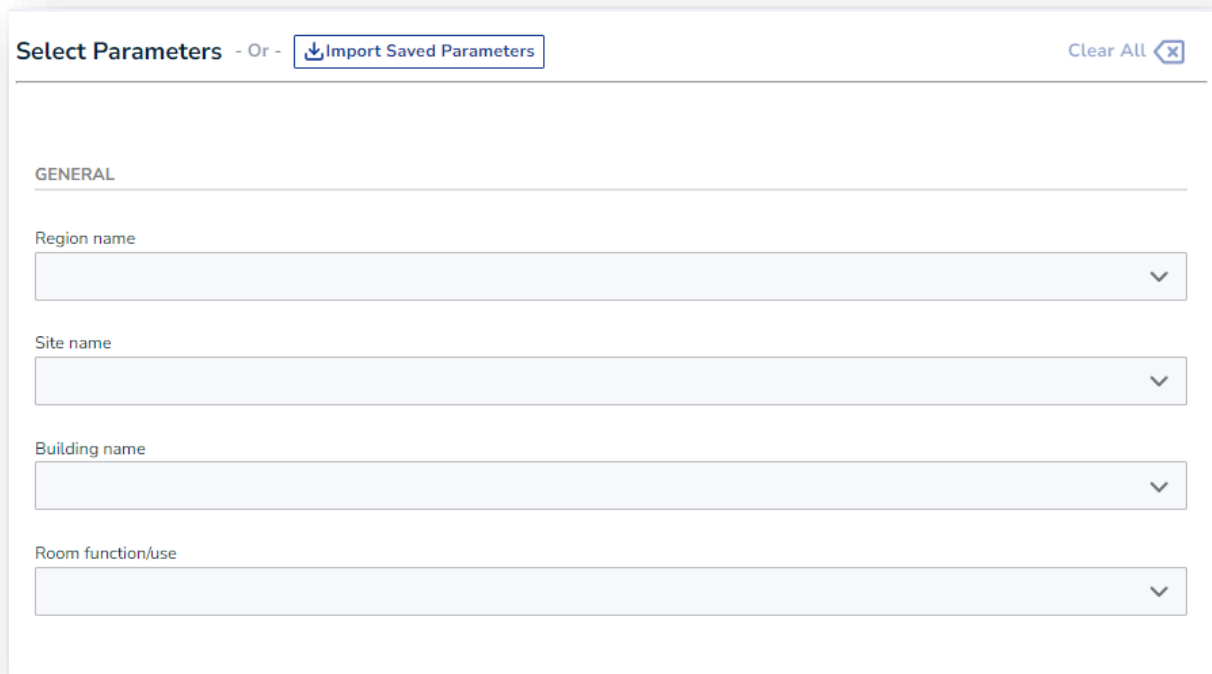 Select Parameters - Or - Import Saved Parameters Clear All
GENERAL
Region name
Site name
Building name
Room function/use